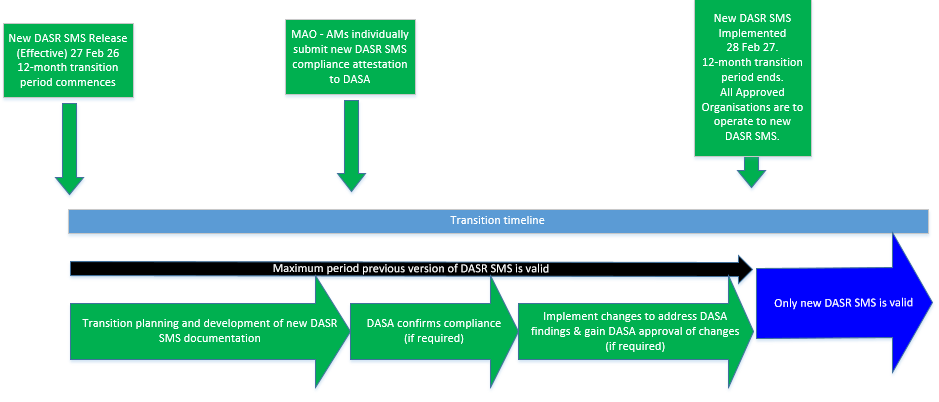 New DASR SMS Release
(Effective) 27 Feb 26
12-month transition
period commences
MAO - AMs individually
submit new DASR SMS
compliance attestation
to DASA
New DASR SMS
Implemented
28 Feb 27.
12-month transition
period ends.
All Approved
Organisations are to
operate to new
DASR SMS.
Transition timeline
Maximum period previous version of DASR SMS is valid
Transition planning and development of new DASR
SMS documentation
DASA confirms compliance
(if required)
Implement changes to address DASA
findings & gain DASA approval of changes
(if required)
Only new DASR SMS is valid